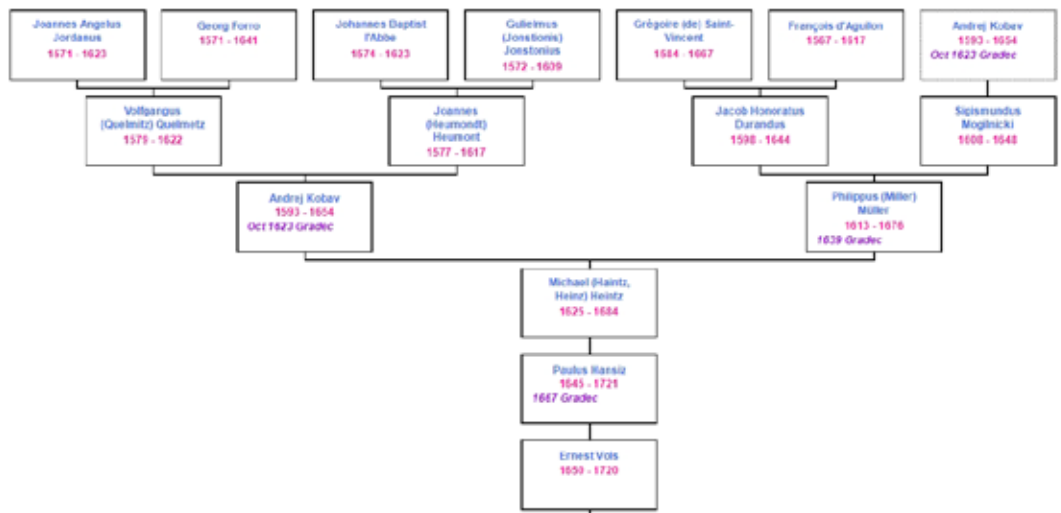 Joannes Angelus
Jordanus
1571 - 1623
Georg Forro
1571 - 1641
Johannes Baptist
l'Abbe
1574 - 1623
Gulielmus
(Jonstionis)
Jonstonius
1572 - 1609
Grégoire (de) Saint-
Vincent
1584 - 1667
François d'Aguilon
1567 - 1617
Andrej Kobav
1593 - 1654
Oct 1623 Gradec
Volfgangus
(Quelmitz) Quelmetz
1579 - 1622
Joannes
(Heumondt)
Heumont
1577 - 1617
Jacob Honoratus
Durandus
1598 - 1644
Sigismundus
Mogilnicki
1608 - 1648
Andrej Kobav
1593 - 1654
Oct 1623 Gradec
Philippus (Miller)
Müller
1613 - 1676
1639 Gradec
Michael (Haintz,
Heinz) Heintz
1625 - 1684
Paulus Hansiz
1645 - 1721
1667 Gradec
Ernest Vols
1650 - 1720